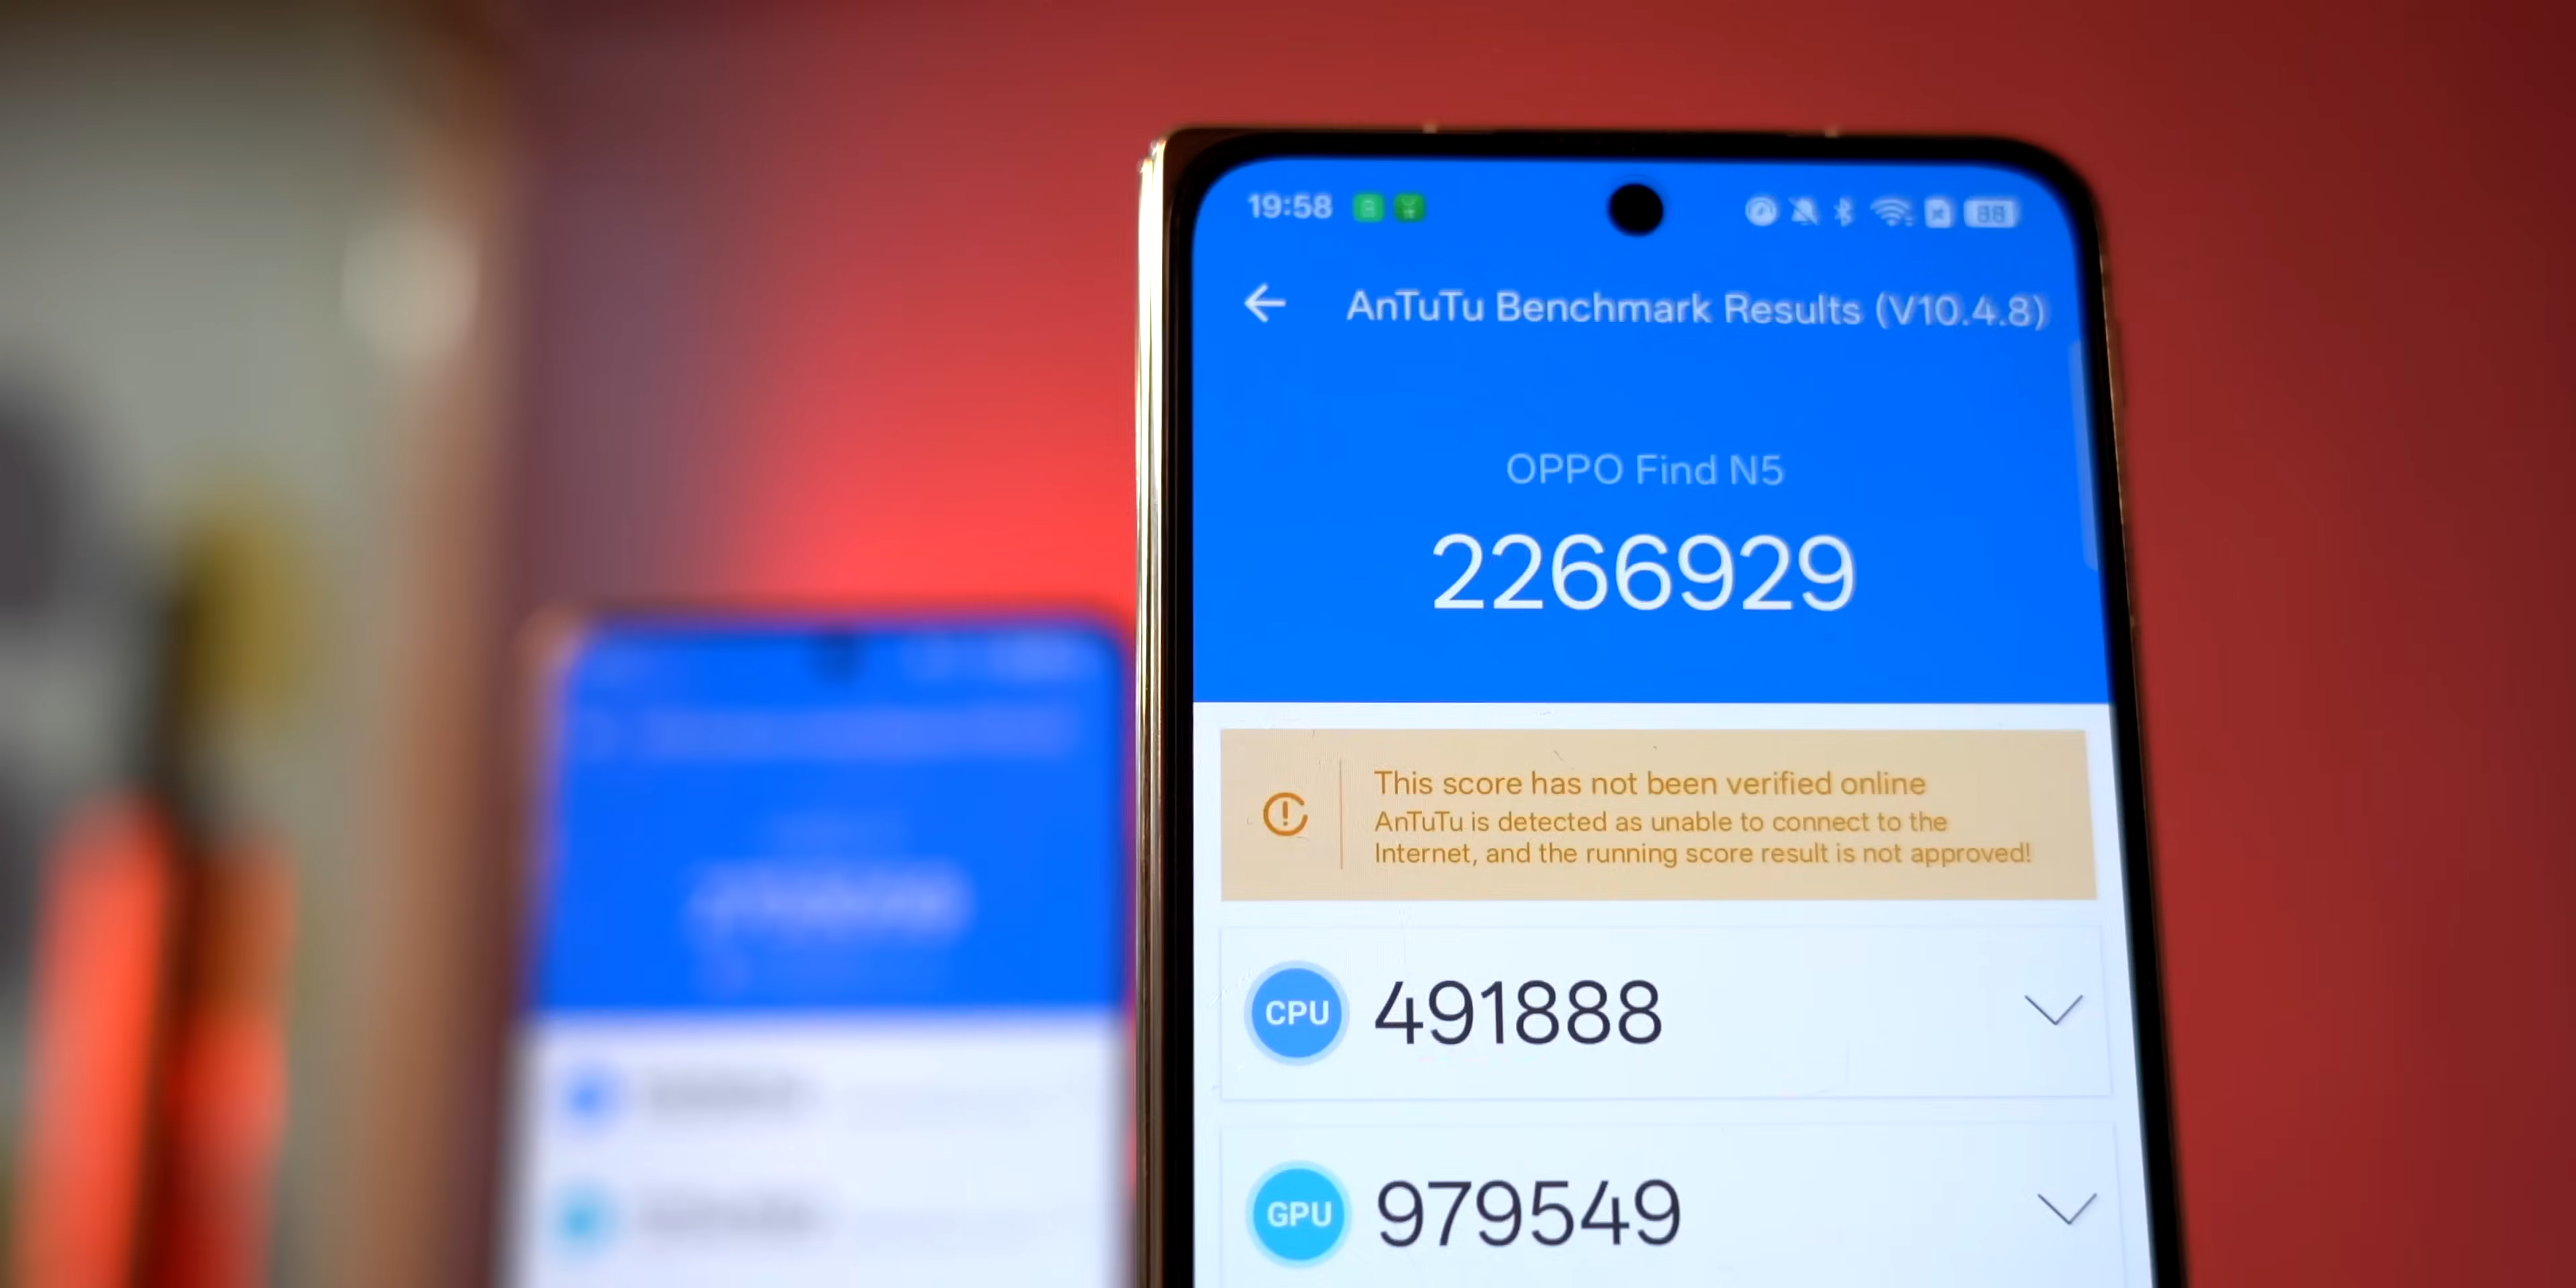 19:58
88
AnTuTu Benchmark Results (V10.4.8)
OPPO Find N5
2266929
This score has not been verified online
AnTuTu is detected as unable to connect to the
Internet, and the running score result is not approved!
CPU 491888
GPU 979549